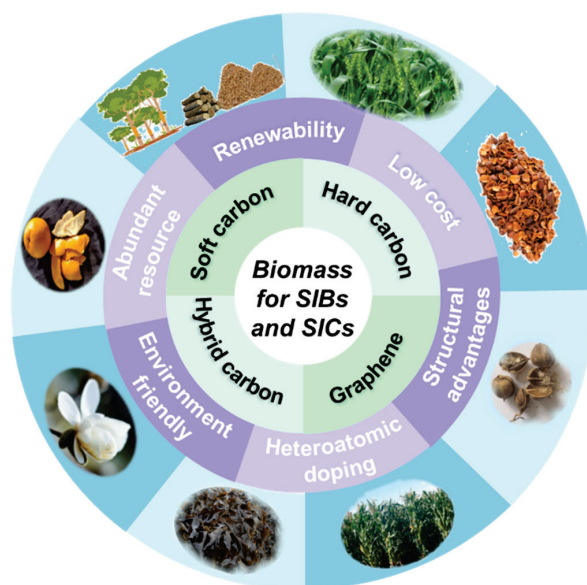 Renewability
Low cost
Structural
advantages
Heteroatomic
doping
Environment
friendly
Abundant
resource
Soft carbon
Hard carbon
Graphene
Hybrid carbon
Biomass
for SIBs
and SICs